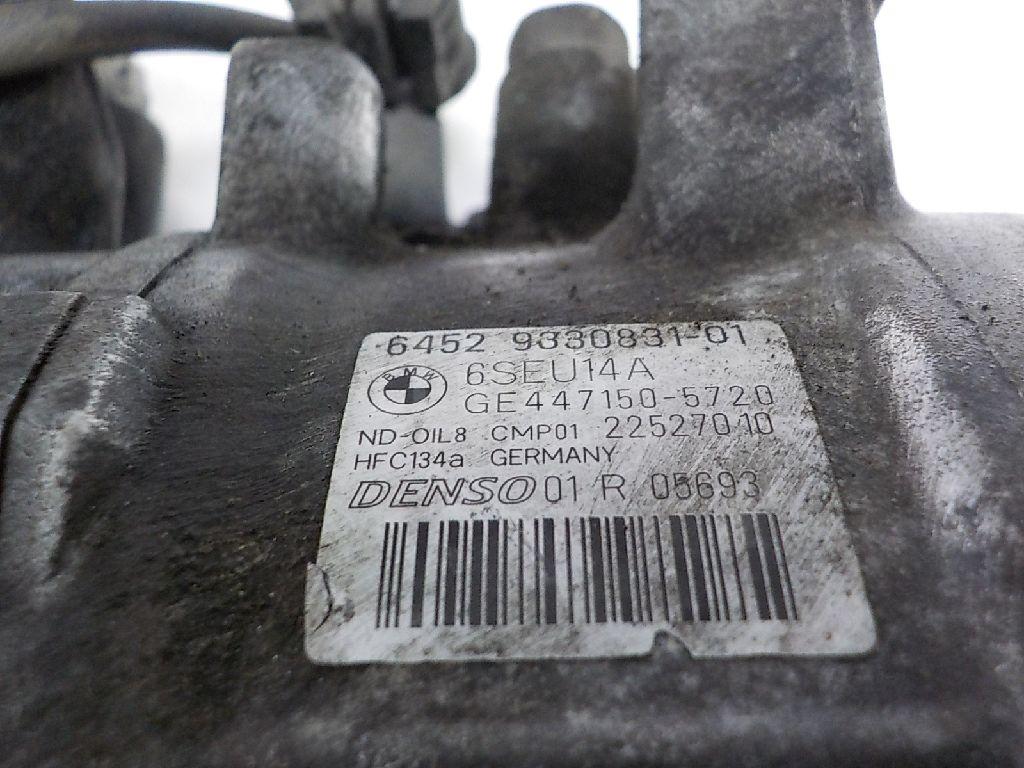 6452 9330831-01
BMW
6SEU14A
GE447150-5720
ND-OIL8 CMP01 22527010
HFC134a GERMANY
DENSO 01 R 05693